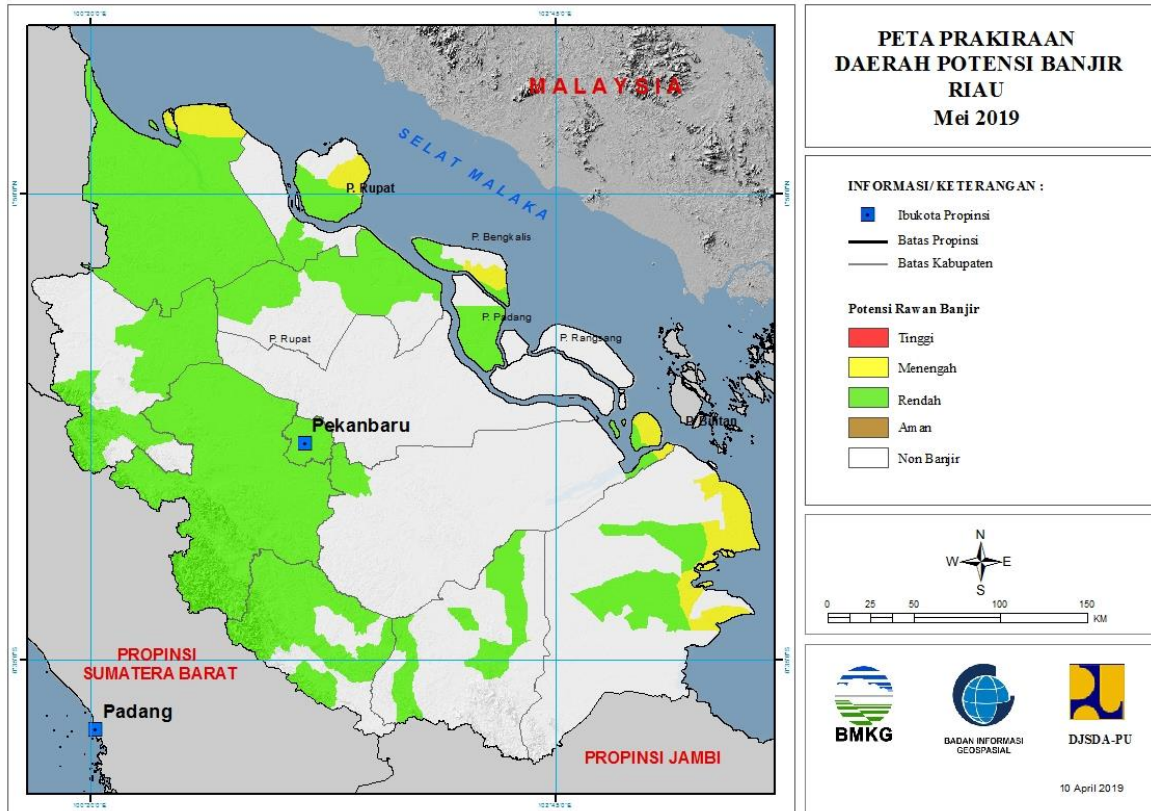 PETA PRAKIRAAN
DAERAH POTENSI BANJIR
RIAU
Mei 2019
INFORMASI/ KETERANGAN :
Ibukota Propinsi
Batas Propinsi
Batas Kabupaten
Potensi Rawan Banjir
Tinggi
Menengah
Rendah
Aman
Non Banjir
N
W E
S
0 25 50 100 150
KM
BMKG
BADAN INFORMASI
GEOSPASIAL
DJSDA-PU
10 April 2019
MALAYSIA
SELAT MALAKA
P. Rupat
P. Bengkalis
P. Padang
P. Rupat
P. Rangsang
Pekanbaru
PROPINSI
SUMATERA BARAT
Padang
PROPINSI JAMBI